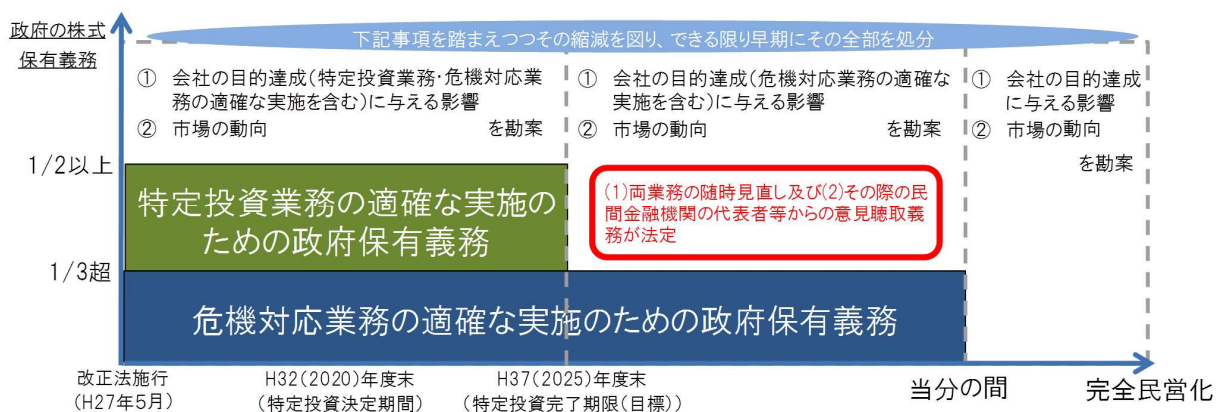 政府の株式
保有義務
下記事項を踏まえつつその縮減を図り、できる限り早期にその全部を処分
① 会社の目的達成(特定投資業務・危機対応業
務の適確な実施を含む)に与える影響
② 市場の動向 を勘案
① 会社の目的達成(危機対応業務の適確な
実施を含む)に与える影響
② 市場の動向 を勘案
① 会社の目的達成
に与える影響
② 市場の動向
を勘案
1/2以上
特定投資業務の適確な実施の
ための政府保有義務
(1)両業務の随時見直し及び(2)その際の民
間金融機関の代表者等からの意見聴取義
務が法定
1/3超
危機対応業務の適確な実施のための政府保有義務
改正法施行
(H27年5月)
H32(2020)年度末
(特定投資決定期間)
H37(2025)年度末
(特定投資完了期限(目標))
当分の間
完全民営化